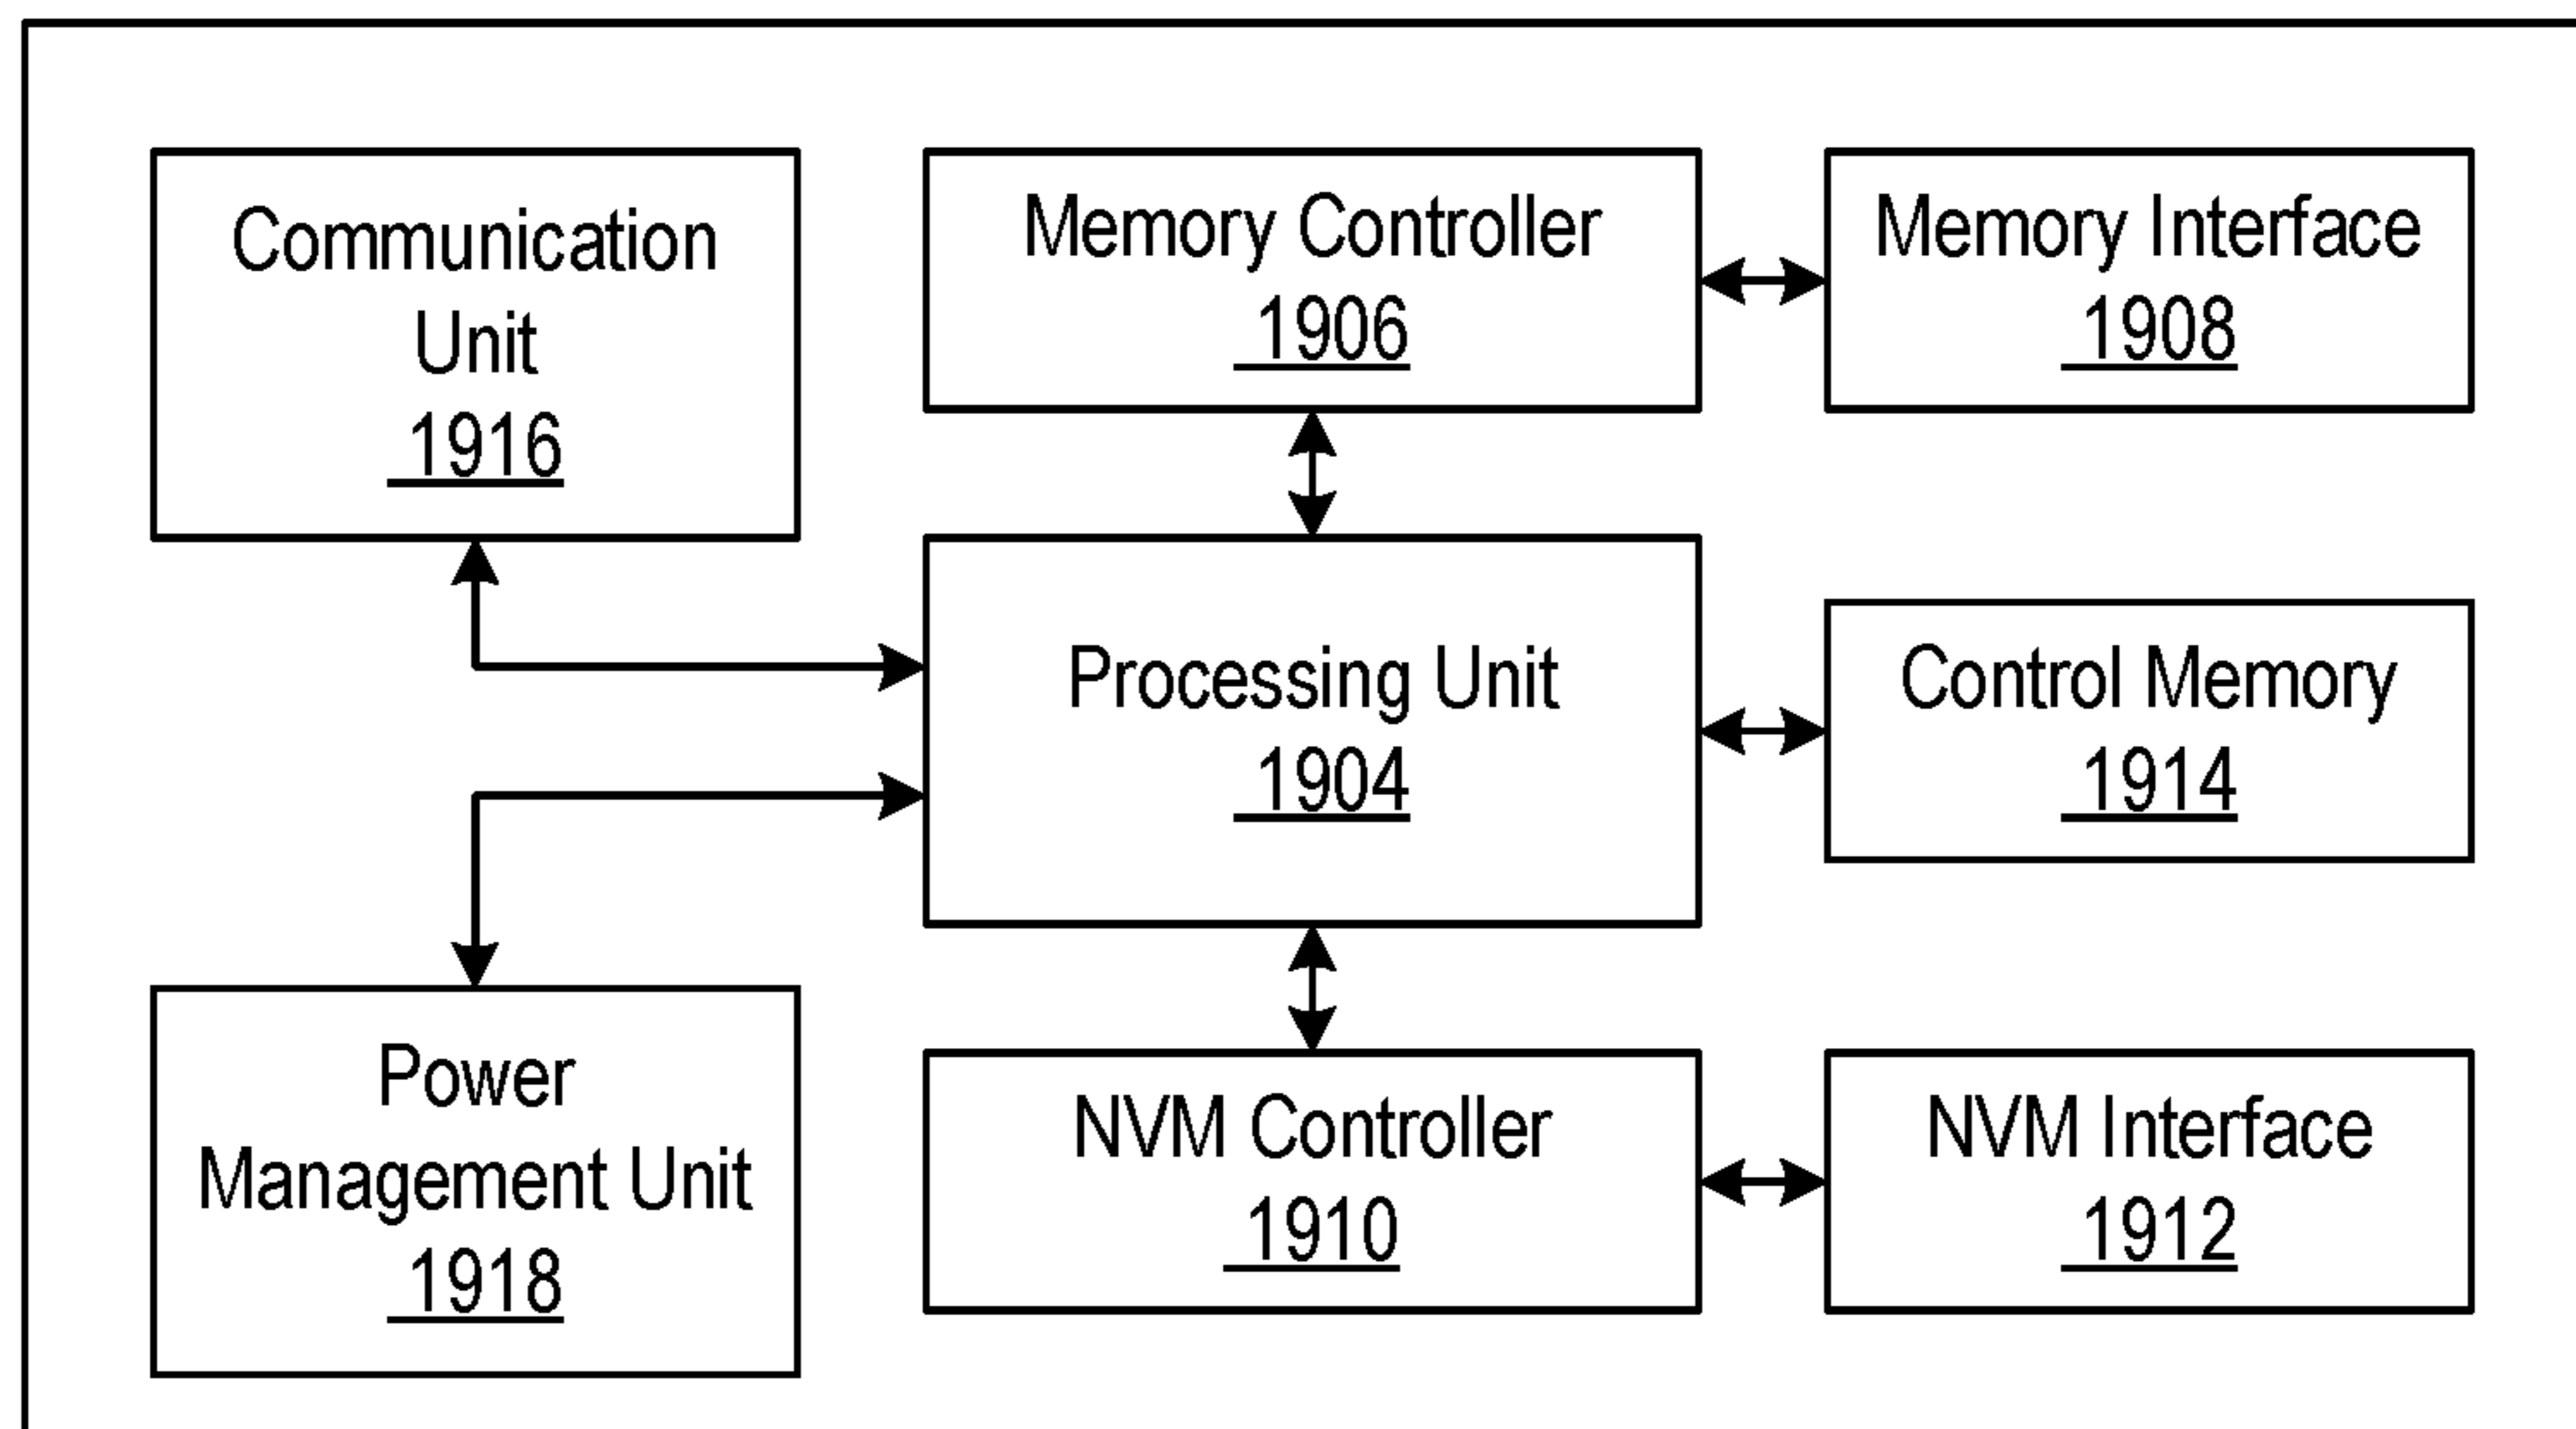 Communication
Unit
1916
Memory Controller
1906
Memory Interface
1908
Processing Unit
1904
Control Memory
1914
Power
Management Unit
1918
NVM Controller
1910
NVM Interface
1912